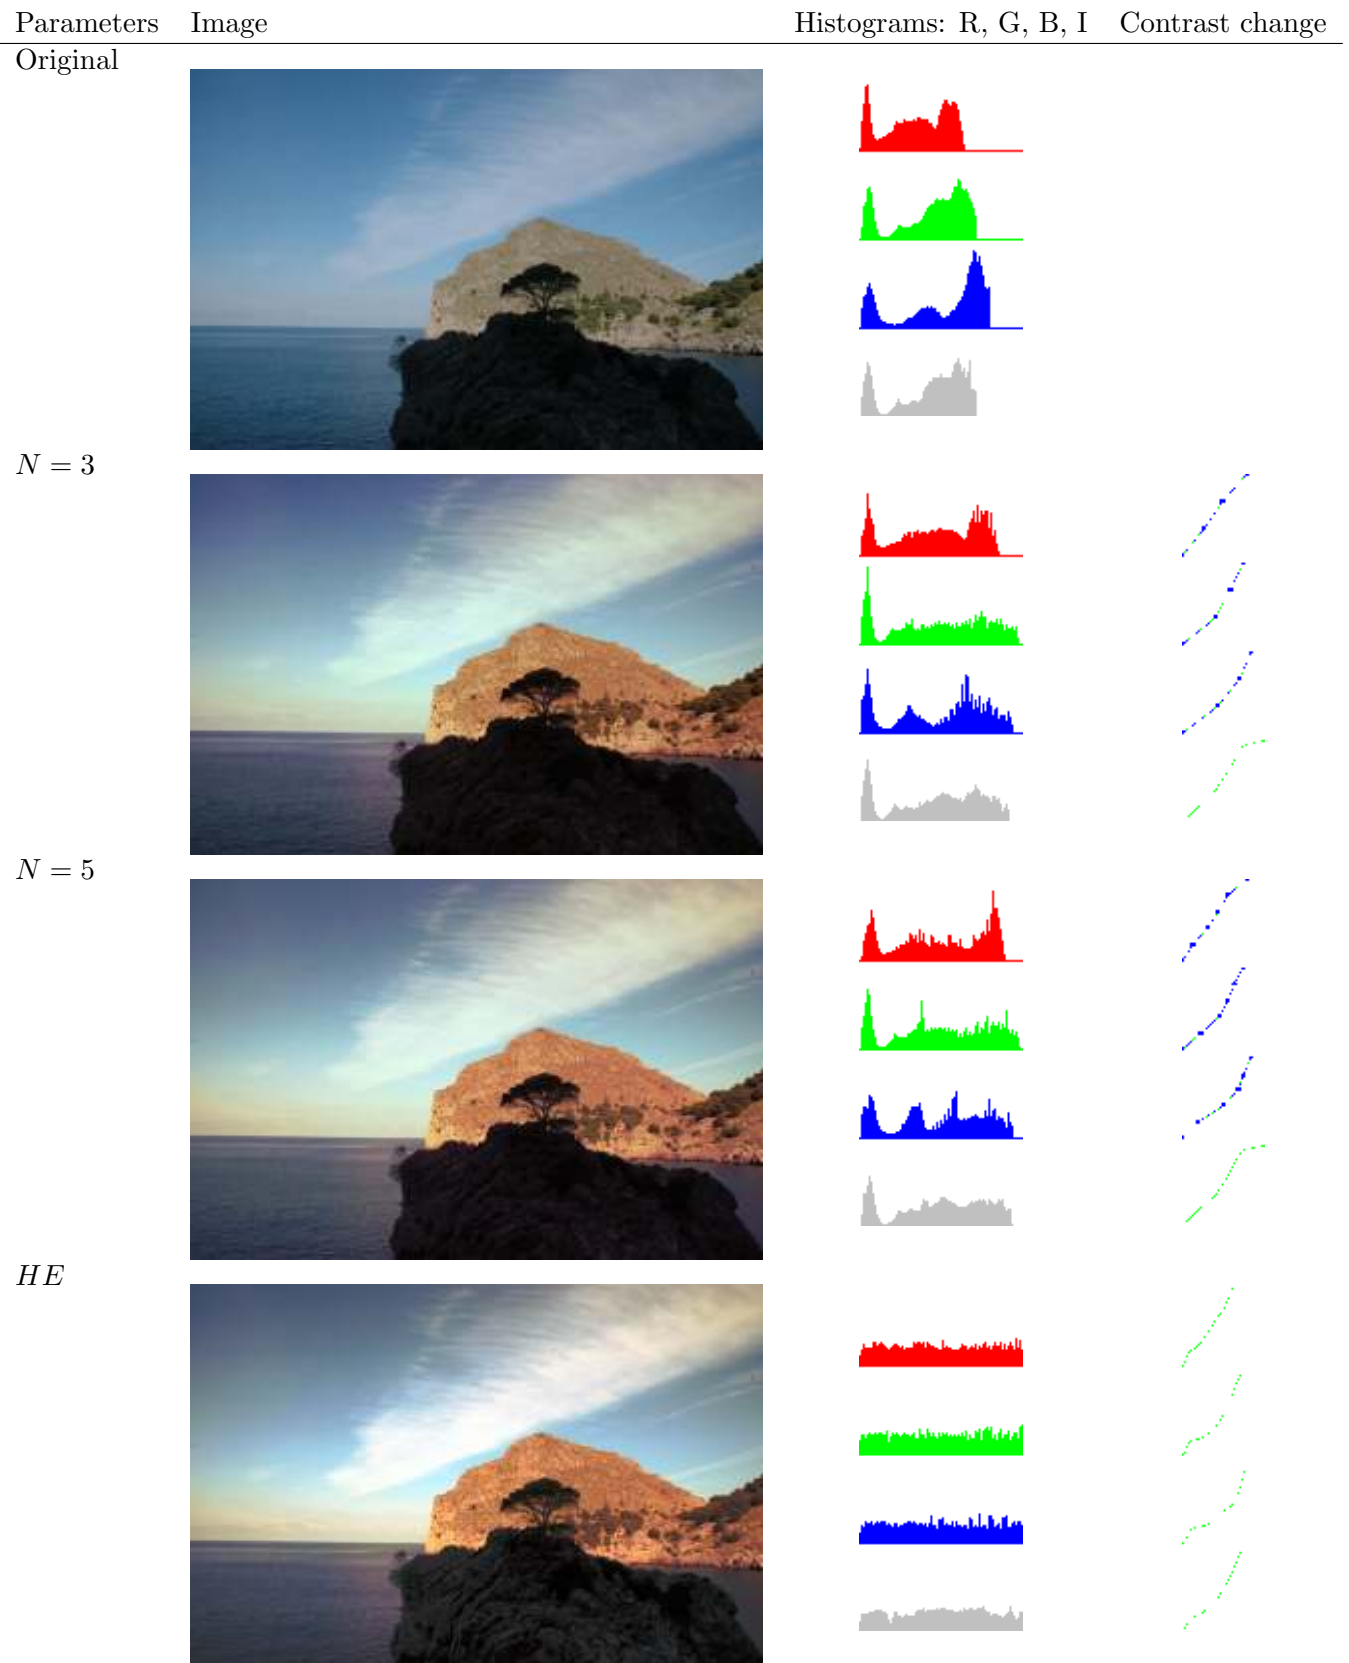 Parameters Image Histograms: R, G, B, I Contrast change
Original
N = 3
N = 5
HE